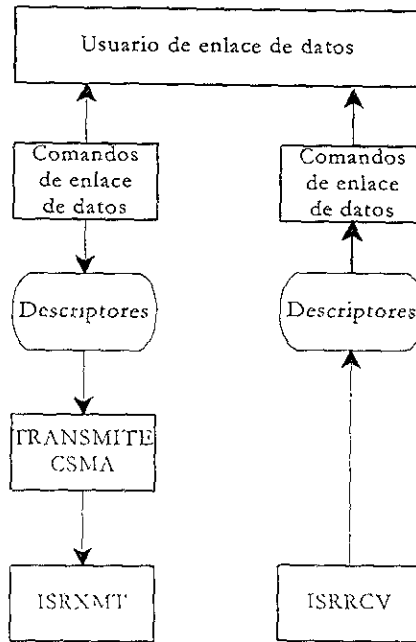 Usuario de enlace de datos
Comandos
de enlace
de datos
Comandos
de enlace
de datos
Descriptores
Descriptores
TRANSMITE
CSMA
ISRXMT
ISRRCV